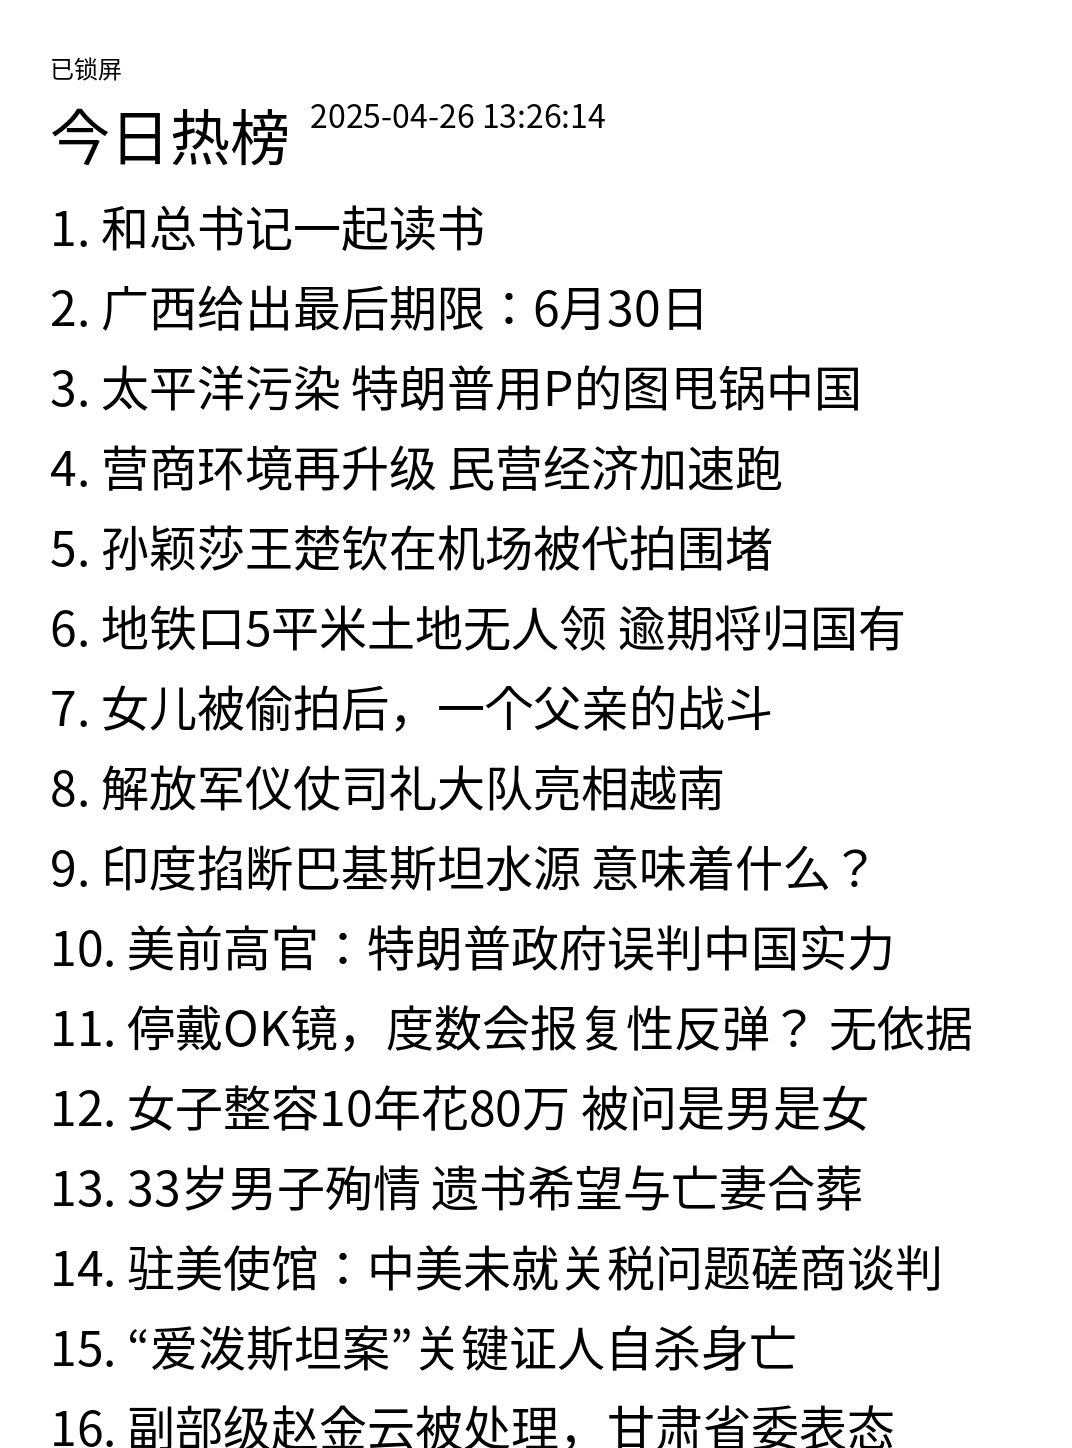 已锁屏
今日热榜 2025-04-26 13:26:14
1. 和总书记一起读书
2. 广西给出最后期限：6月30日
3. 太平洋污染 特朗普用P的图甩锅中国
4. 营商环境再升级 民营经济加速跑
5. 孙颖莎王楚钦在机场被代拍围堵
6. 地铁口5平米土地无人领 逾期将归国有
7. 女儿被偷拍后，一个父亲的战斗
8. 解放军仪仗司礼大队亮相越南
9. 印度掐断巴基斯坦水源 意味着什么？
10. 美前高官：特朗普政府误判中国实力
11. 停戴OK镜，度数会报复性反弹？ 无依据
12. 女子整容10年花80万 被问是男是女
13. 33岁男子殉情 遗书希望与亡妻合葬
14. 驻美使馆：中美未就关税问题磋商谈判
15. “爱泼斯坦案”关键证人自杀身亡
16. 副部级赵金云被处理，甘肃省委表态